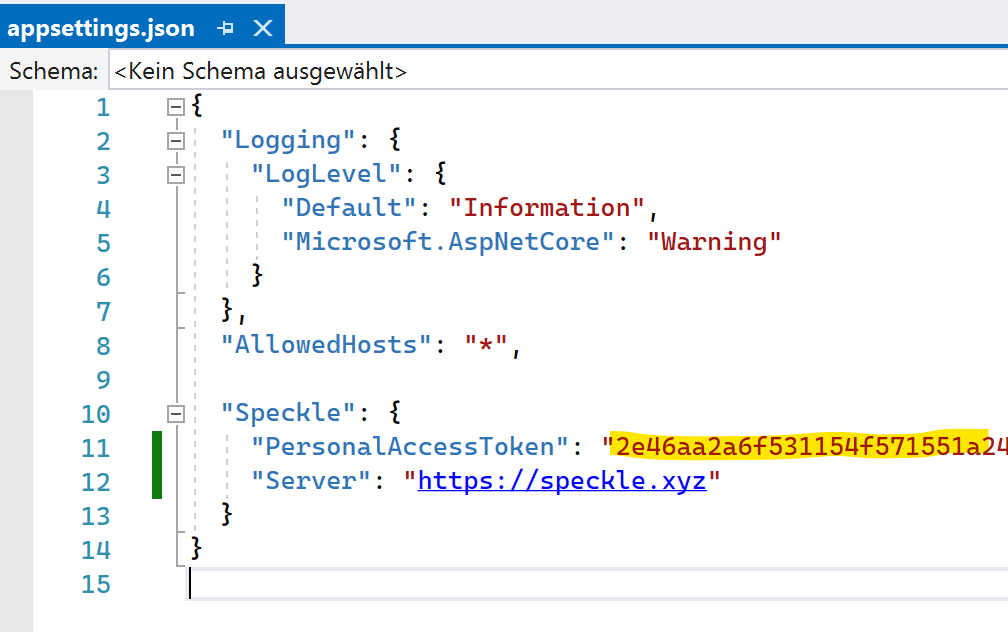 appsettings.json
Schema: <Kein Schema ausgewählt>
1 {
2 "Logging": {
3 "LogLevel": {
4 "Default": "Information",
5 "Microsoft.AspNetCore": "Warning"
6 }
7 },
8 "AllowedHosts": "*",
9
10 "Speckle": {
11 "PersonalAccessToken": "2e46aa2a6f531154f571551a24
12 "Server": "https://speckle.xyz"
13 }
14 }
15